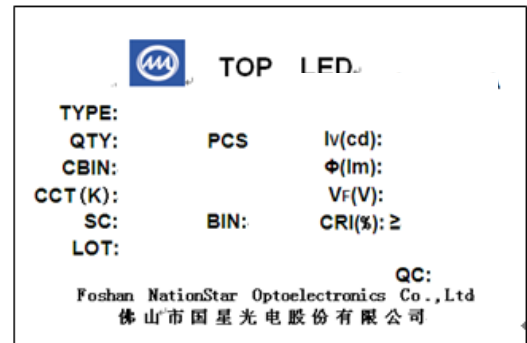 TOP LED
TYPE:
QTY: PCS Iv(cd):
CBIN: Φ(lm):
CCT(K): VF(V):
SC: BIN: CRI(%):≥
LOT:
QC:
Foshan NationStar Optoelectronics Co.,Ltd
佛山市国星光电股份有限公司